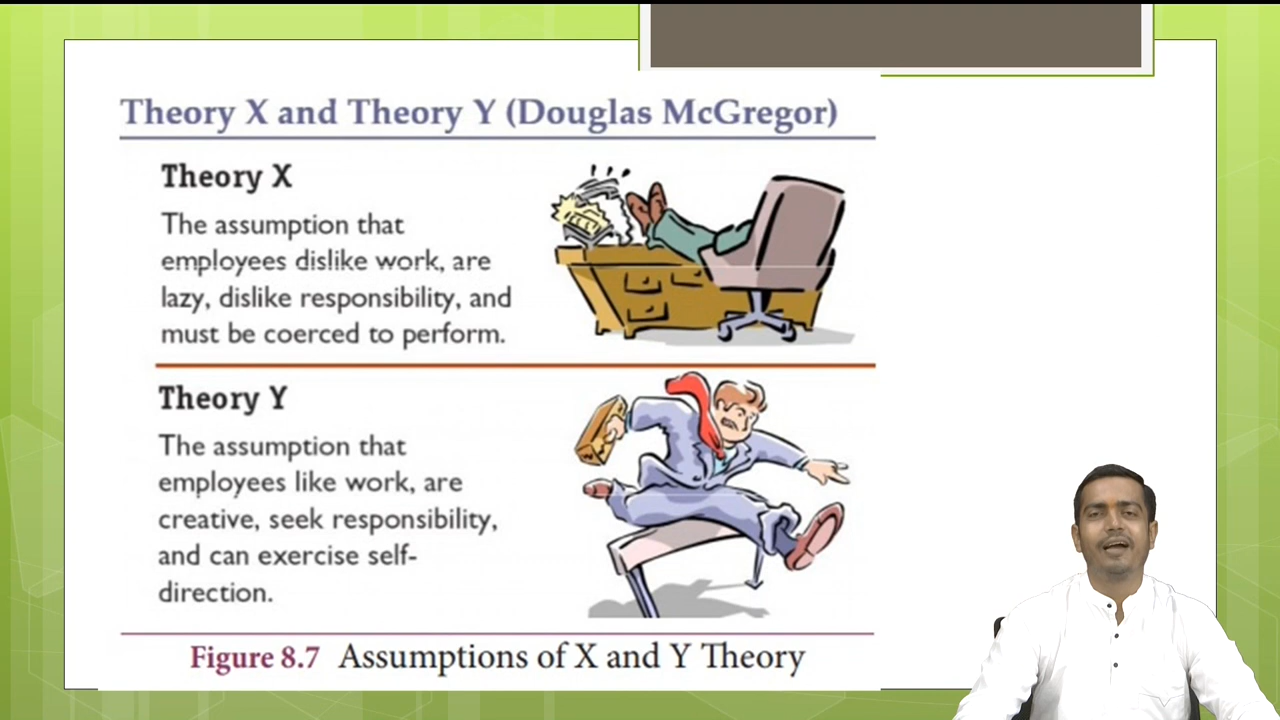 Theory X and Theory Y (Douglas McGregor)
Theory X
The assumption that
employees dislike work, are
lazy, dislike responsibility, and
must be coerced to perform.
Theory Y
The assumption that
employees like work, are
creative, seek responsibility,
and can exercise self-
direction.
Figure 8.7 Assumptions of X and Y Theory